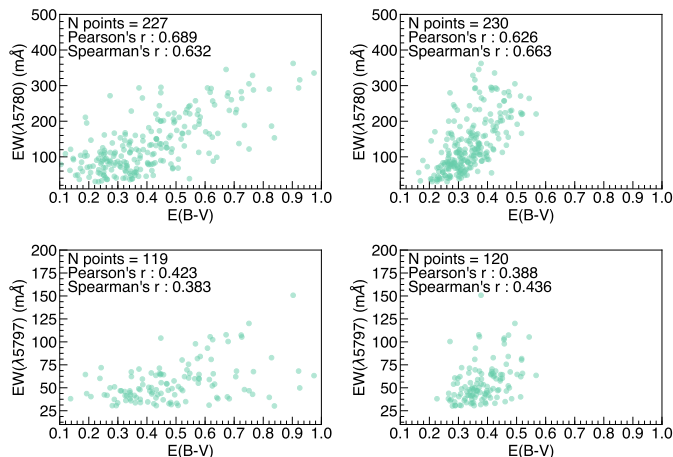 500
400
300
200
100
N points = 227
Pearson's r : 0.689
Spearman's r : 0.632
EW(λ5780) (mÅ)
0.1 0.2 0.3 0.4 0.5 0.6 0.7 0.8 0.9 1.0
E(B-V)
500
400
300
200
100
N points = 230
Pearson's r : 0.626
Spearman's r : 0.663
EW(λ5780) (mÅ)
0.1 0.2 0.3 0.4 0.5 0.6 0.7 0.8 0.9 1.0
E(B-V)
200
175
150
125
100
75
50
25
N points = 119
Pearson's r : 0.423
Spearman's r : 0.383
EW(λ5797) (mÅ)
0.1 0.2 0.3 0.4 0.5 0.6 0.7 0.8 0.9 1.0
E(B-V)
200
175
150
125
100
75
50
25
N points = 120
Pearson's r : 0.388
Spearman's r : 0.436
EW(λ5797) (mÅ)
0.1 0.2 0.3 0.4 0.5 0.6 0.7 0.8 0.9 1.0
E(B-V)